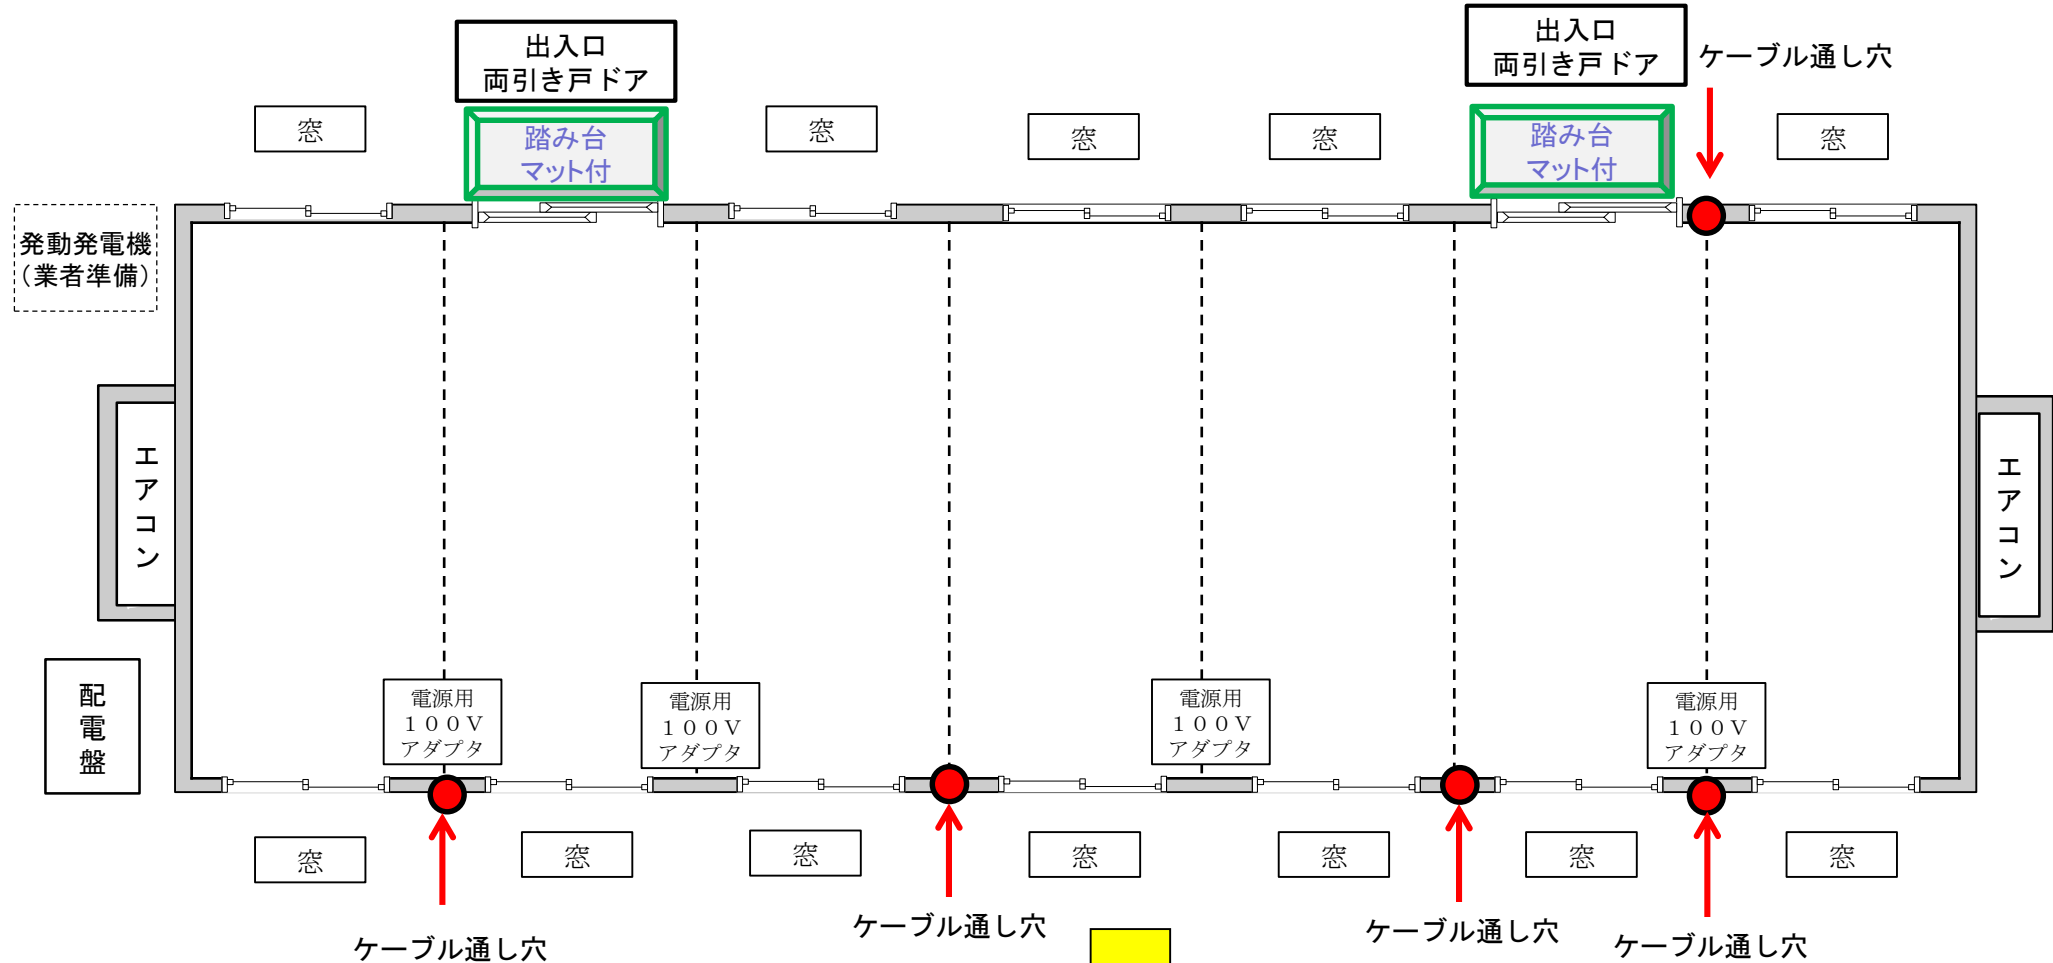 出入口
両引き戸ドア
出入口
両引き戸ドア
ケーブル通し穴
窓
踏み台
マット付
窓
窓
窓
踏み台
マット付
窓
発動発電機
（業者準備）
エアコン
エアコン
配電盤
電源用
１００Ｖ
アダプタ
電源用
１００Ｖ
アダプタ
電源用
１００Ｖ
アダプタ
電源用
１００Ｖ
アダプタ
窓
窓
窓
窓
窓
窓
窓
ケーブル通し穴
ケーブル通し穴
ケーブル通し穴
ケーブル通し穴